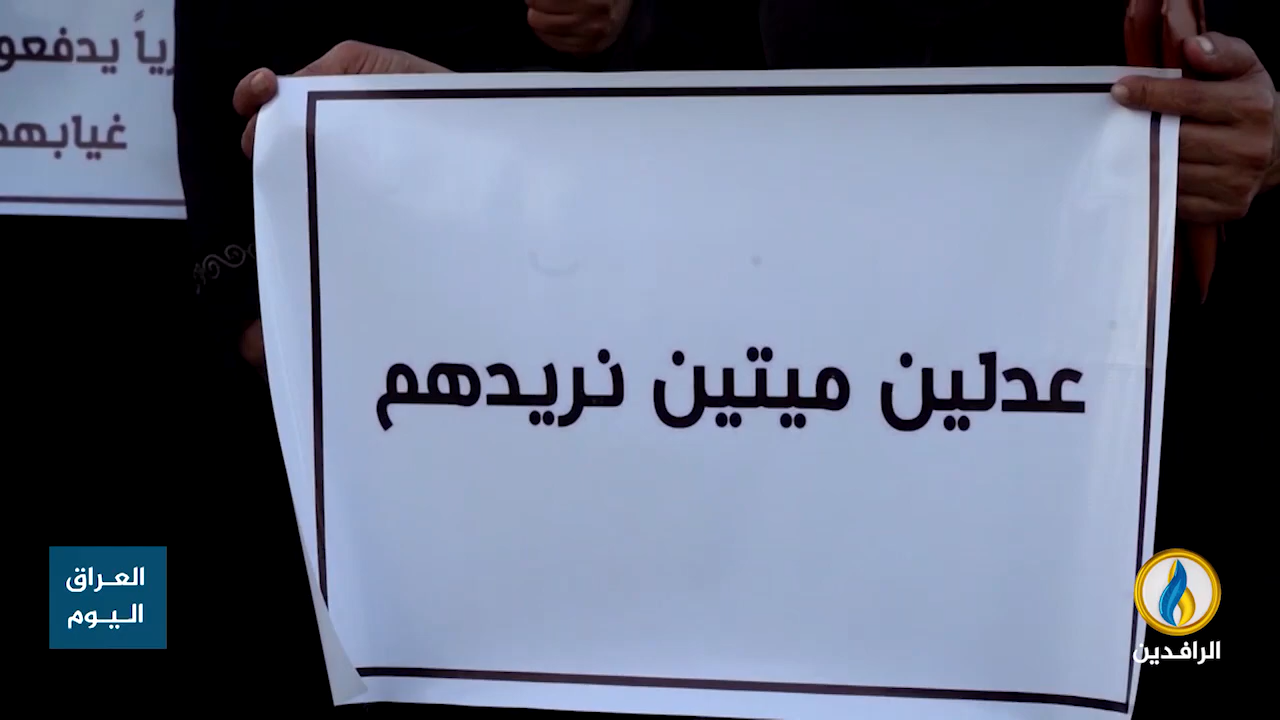 عدلين ميتين نريدهم
يدفعو
غيابهم
العراق
اليوم
الرافدين